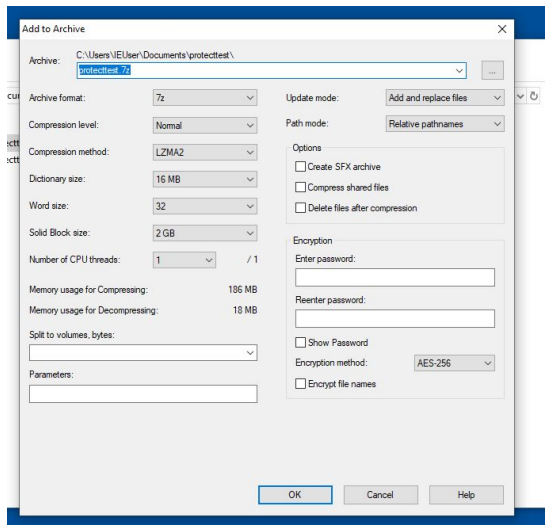 Add to Archive
C:\Users\IEUser\Documents\protecttest\
Archive:
protecttest.7z
...
Archive format:
7z
Compression level:
Normal
Compression method:
LZMA2
Dictionary size:
16 MB
Word size:
32
Solid Block size:
2 GB
Number of CPU threads:
1
/ 1
Memory usage for Compressing:
186 MB
Memory usage for Decompressing:
18 MB
Split to volumes, bytes:
Parameters:
Update mode:
Add and replace files
Path mode:
Relative pathnames
Options
Create SFX archive
Compress shared files
Delete files after compression
Encryption
Enter password:
Reenter password:
Show Password
Encryption method:
AES-256
Encrypt file names
OK
Cancel
Help